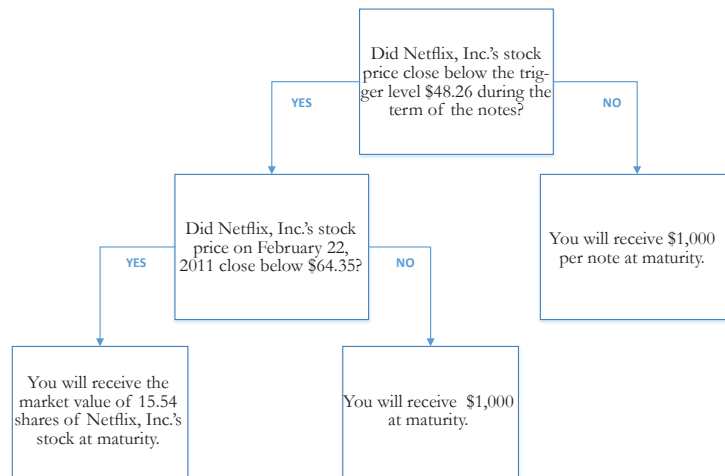 Did Netflix, Inc.'s stock
price close below the trig-
ger level $48.26 during the
term of the notes?
YES
NO
Did Netflix, Inc.'s stock
price on February 22,
2011 close below $64.35?
You will receive $1,000
per note at maturity.
YES
NO
You will receive the
market value of 15.54
shares of Netflix, Inc.'s
stock at maturity.
You will receive $1,000
at maturity.